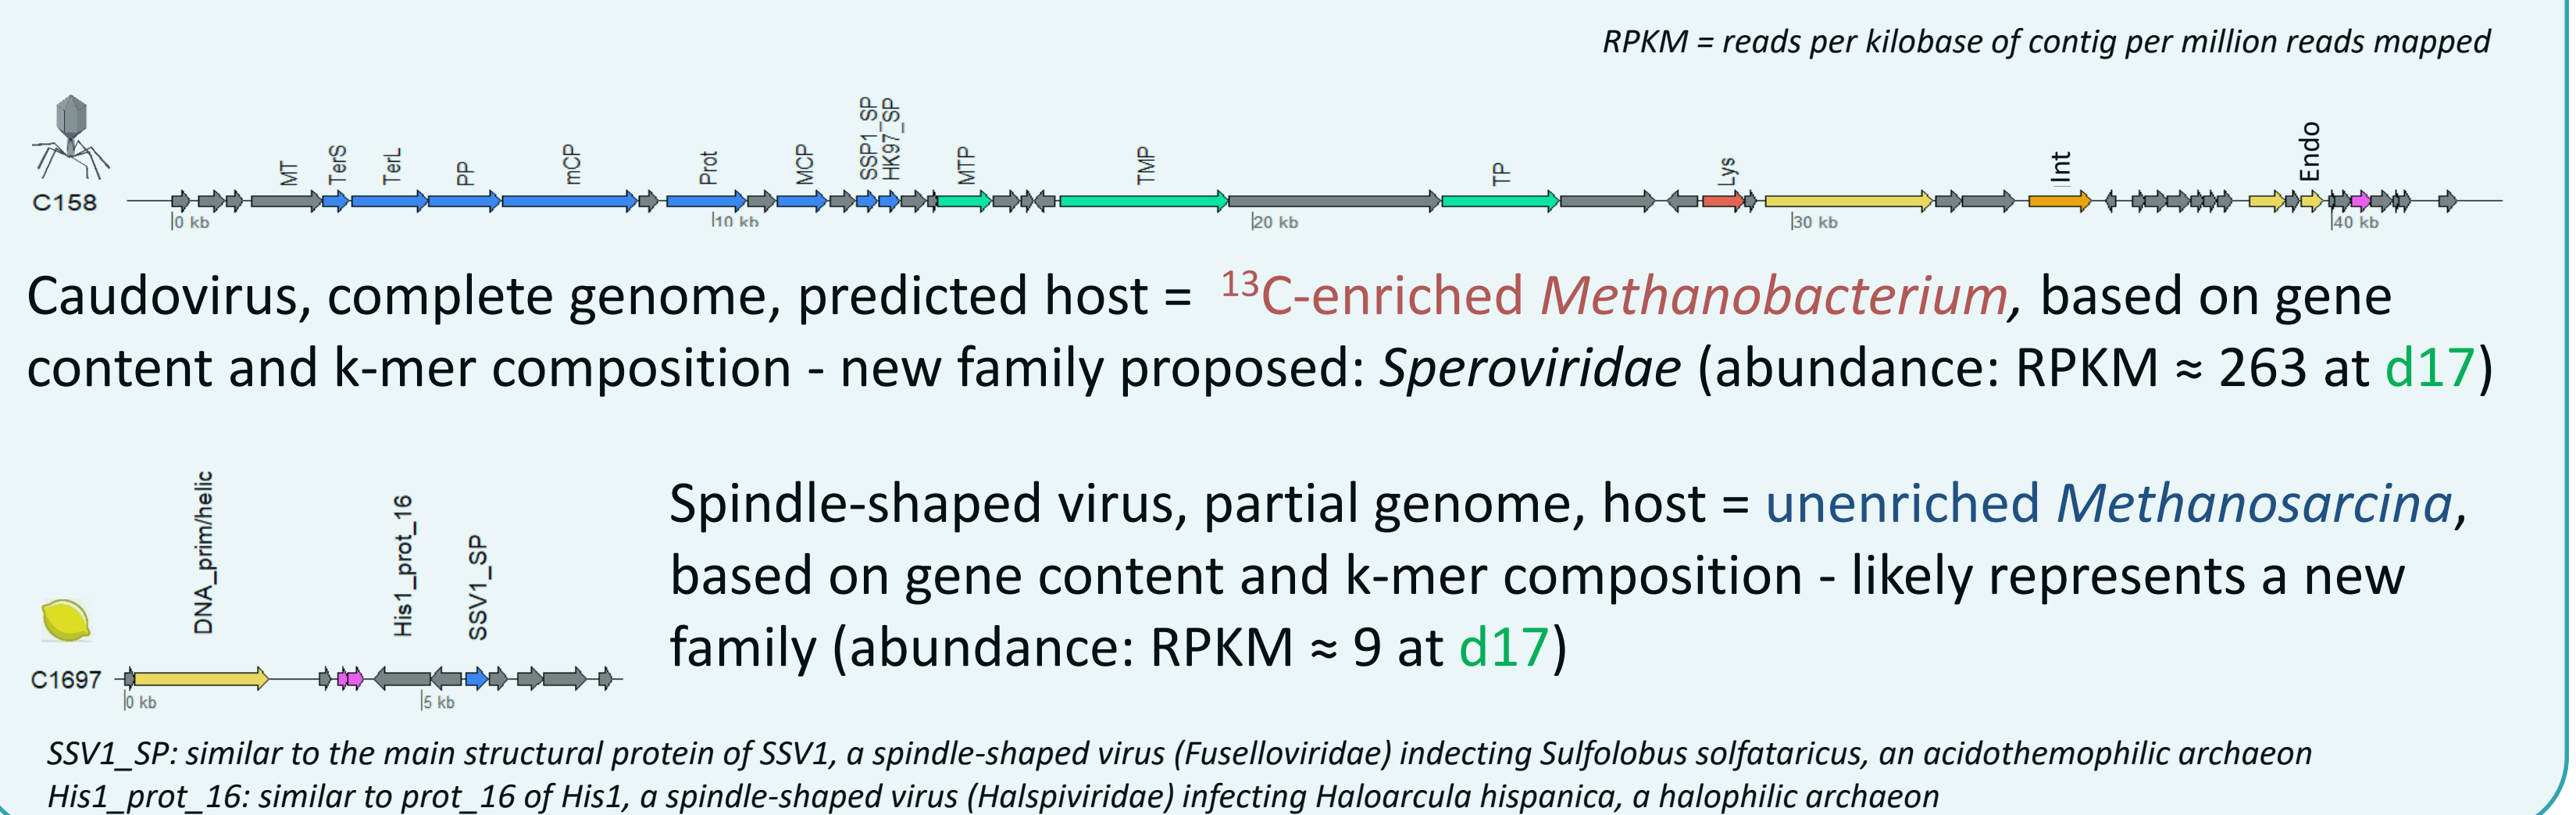 RPKM = reads per kilobase of contig per million reads mapped
MT TerS TerL PP mCP Prot MCP SSP1_SP HK97_SP MTP TMP TP Lys Int Endo
C158
0 kb 10 kb 20 kb 30 kb 40 kb
Caudovirus, complete genome, predicted host = ¹³C-enriched Methanobacterium, based on gene
content and k-mer composition - new family proposed: Speroviridae (abundance: RPKM ≈ 263 at d17)
DNA_prim/helic His1_prot_16 SSV1_SP
C1697
0 kb 5 kb
Spindle-shaped virus, partial genome, host = unenriched Methanosarcina,
based on gene content and k-mer composition - likely represents a new
family (abundance: RPKM ≈ 9 at d17)
SSV1_SP: similar to the main structural protein of SSV1, a spindle-shaped virus (Fuselloviridae) indecting Sulfolobus solfataricus, an acidothemophilic archaeon
His1_prot_16: similar to prot_16 of His1, a spindle-shaped virus (Halspiviridae) infecting Haloarcula hispanica, a halophilic archaeon